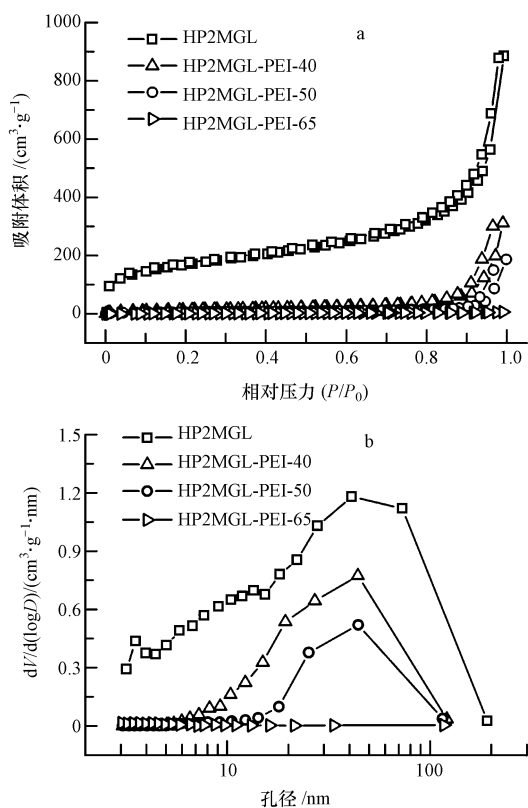 a
HP2MGL
HP2MGL-PEI-40
HP2MGL-PEI-50
HP2MGL-PEI-65
吸附体积/(cm³·g⁻¹)
1000
800
600
400
200
0
0 0.2 0.4 0.6 0.8 1.0
相对压力 (P/P₀)
b
HP2MGL
HP2MGL-PEI-40
HP2MGL-PEI-50
HP2MGL-PEI-65
dV/d(logD)/(cm³·g⁻¹·nm)
1.5
1.2
0.9
0.6
0.3
0
10 100
孔径 /nm